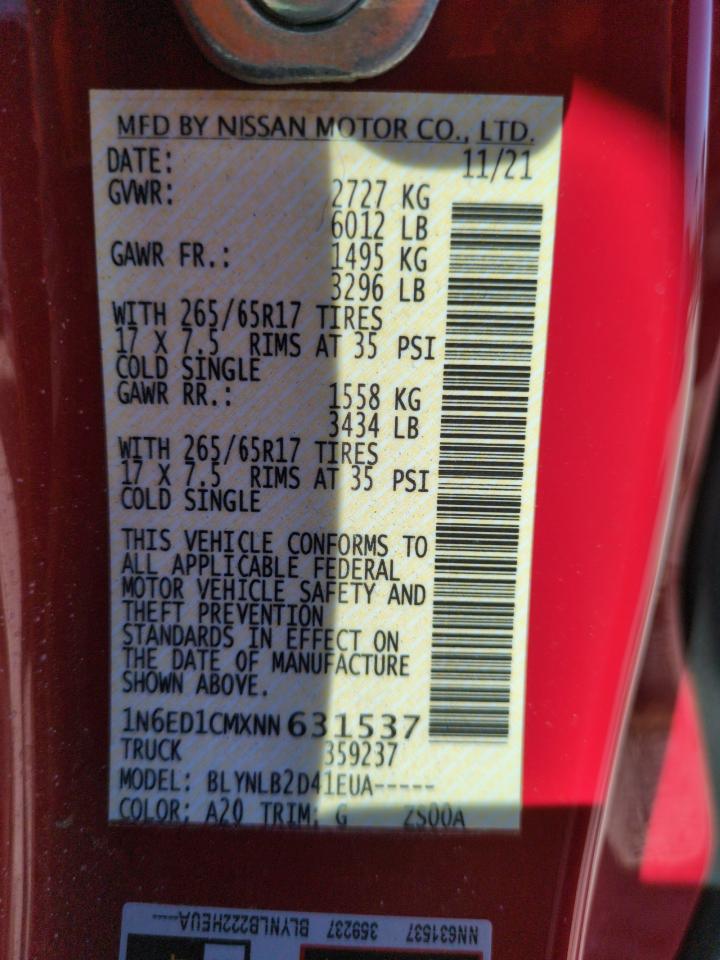 MFD BY NISSAN MOTOR CO., LTD.
DATE: 11/21
GVWR: 2727 KG
6012 LB
GAWR FR.: 1495 KG
3296 LB
WITH 265/65R17 TIRES
17 X 7.5 RIMS AT 35 PSI
COLD SINGLE
GAWR RR.: 1558 KG
3434 LB
WITH 265/65R17 TIRES
17 X 7.5 RIMS AT 35 PSI
COLD SINGLE
THIS VEHICLE CONFORMS TO
ALL APPLICABLE FEDERAL
MOTOR VEHICLE SAFETY AND
THEFT PREVENTION
STANDARDS IN EFFECT ON
THE DATE OF MANUFACTURE
SHOWN ABOVE.
1N6ED1CMXNN631537
TRUCK 359237
MODEL: BLYNLB2D41EUA-----
COLOR: A20 TRIM: G ZS00A
NN631537 359237 BLYNLB222HEUA----